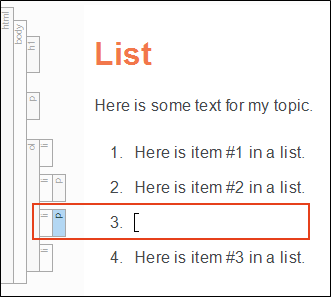 html
body
h1
p
ol
li
li
p
li
p
li
List
Here is some text for my topic.
1. Here is item #1 in a list.
2. Here is item #2 in a list.
3.
4. Here is item #3 in a list.